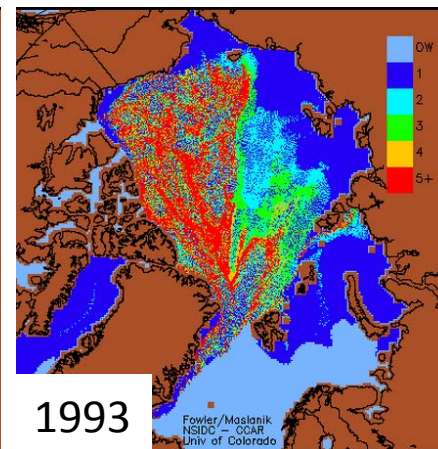 OW
1
2
3
4
5+
1993
Fowler/Maslanik
NSIDC – CCAR
Univ of Colorado